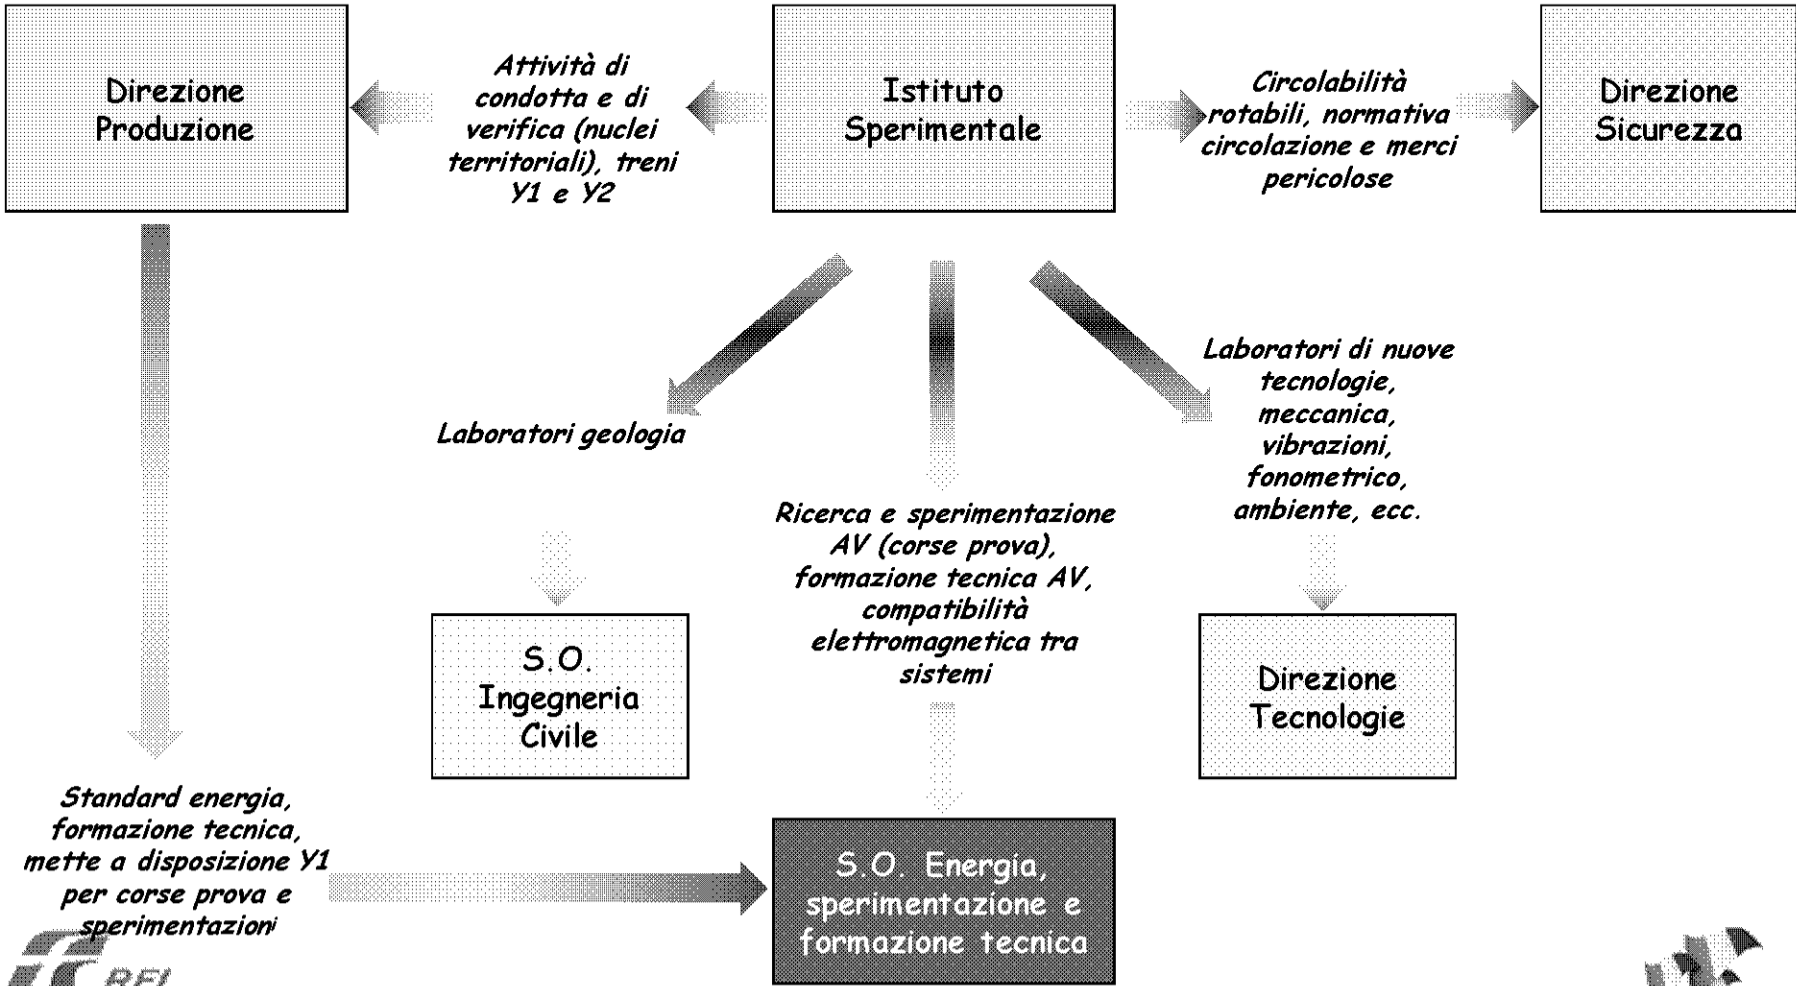 Direzione
Produzione
Attività di
condotta e di
verifica (nuclei
territoriali), treni
Y1 e Y2
Istituto
Sperimentale
Circolabilità
rotabili, normativa
circolazione e merci
pericolose
Direzione
Sicurezza
Laboratori geologia
Laboratori di nuove
tecnologie,
meccanica,
vibrazioni,
fonometrico,
ambiente, ecc.
Ricerca e sperimentazione
AV (corse prova),
formazione tecnica AV,
compatibilità
elettromagnetica tra
sistemi
S.O.
Ingegneria
Civile
Direzione
Tecnologie
Standard energia,
formazione tecnica,
mette a disposizione Y1
per corse prova e
sperimentazioni
S.O. Energia,
sperimentazione e
formazione tecnica
RFI